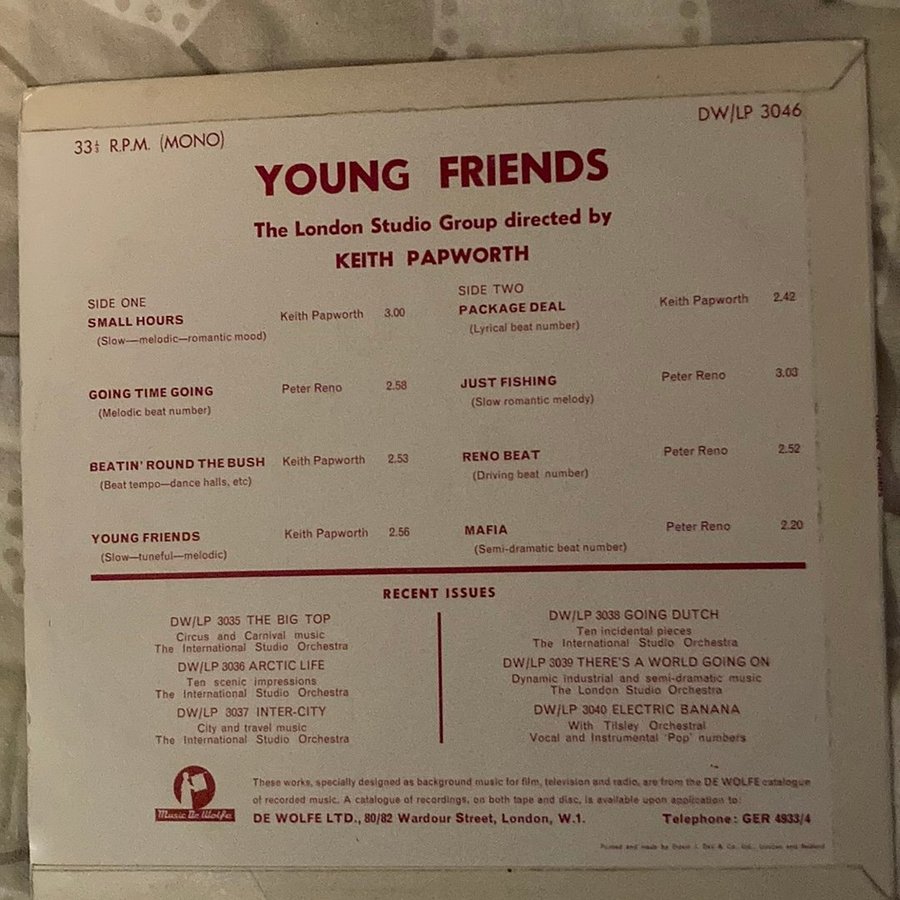 DW/LP 3046
33⅓ R.P.M. (MONO)
YOUNG FRIENDS
The London Studio Group directed by
KEITH PAPWORTH
SIDE ONE
SMALL HOURS Keith Papworth 3.00
(Slow—melodic—romantic mood)
GOING TIME GOING Peter Reno 2.58
(Melodic beat number)
BEATIN' ROUND THE BUSH Keith Papworth 2.53
(Beat tempo—dance halls, etc)
YOUNG FRIENDS Keith Papworth 2.56
(Slow—tuneful—melodic)
SIDE TWO
PACKAGE DEAL Keith Papworth 2.42
(Lyrical beat number)
JUST FISHING Peter Reno 3.03
(Slow romantic melody)
RENO BEAT Peter Reno 2.52
(Driving beat number)
MAFIA Peter Reno 2.20
(Semi-dramatic beat number)
RECENT ISSUES
DW/LP 3035 THE BIG TOP
Circus and Carnival music
The International Studio Orchestra
DW/LP 3036 ARCTIC LIFE
Ten scenic impressions
The International Studio Orchestra
DW/LP 3037 INTER-CITY
City and travel music
The International Studio Orchestra
DW/LP 3038 GOING DUTCH
Ten incidental pieces
The International Studio Orchestra
DW/LP 3039 THERE'S A WORLD GOING ON
Dynamic industrial and semi-dramatic music
The London Studio Orchestra
DW/LP 3040 ELECTRIC BANANA
With Tilsley Orchestral
Vocal and Instrumental 'Pop' numbers
Music De Wolfe
These works, specially designed as background music for film, television and radio, are from the DE WOLFE catalogue
of recorded music. A catalogue of recordings, on both tape and disc, is available upon application to:
DE WOLFE LTD., 80/82 Wardour Street, London, W.1. Telephone: GER 4933/4
Printed and made by